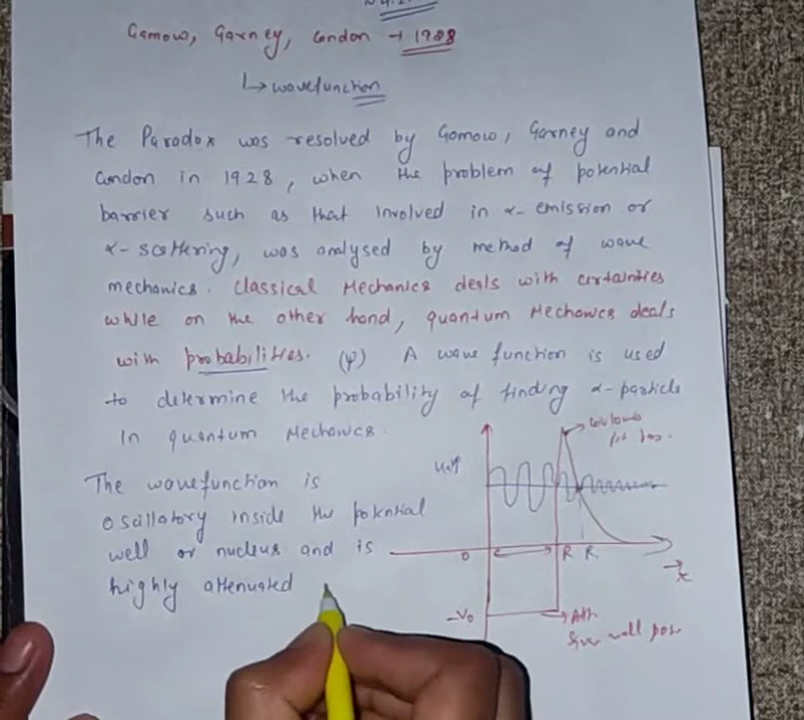 Gamow, Garney, Condon → 1928
↳ wavefunction
The Paradox was resolved by Gomow, Gorney and
Condon in 1928, when the problem of potential
barrier such as that involved in α- emission or
α- scattering, was analysed by method of wave
mechanics. Classical Mechanics deals with certainties
while on the other hand, quantum Mechanics deals
with probabilities. (ψ) A wave function is used
to determine the probability of finding α- particle
In quantum Mechanics.
The wavefunction is
oscillatory inside the potential
well or nucleus and is
highly attenuated
Coulomb
0
R R,
x
-V₀
well